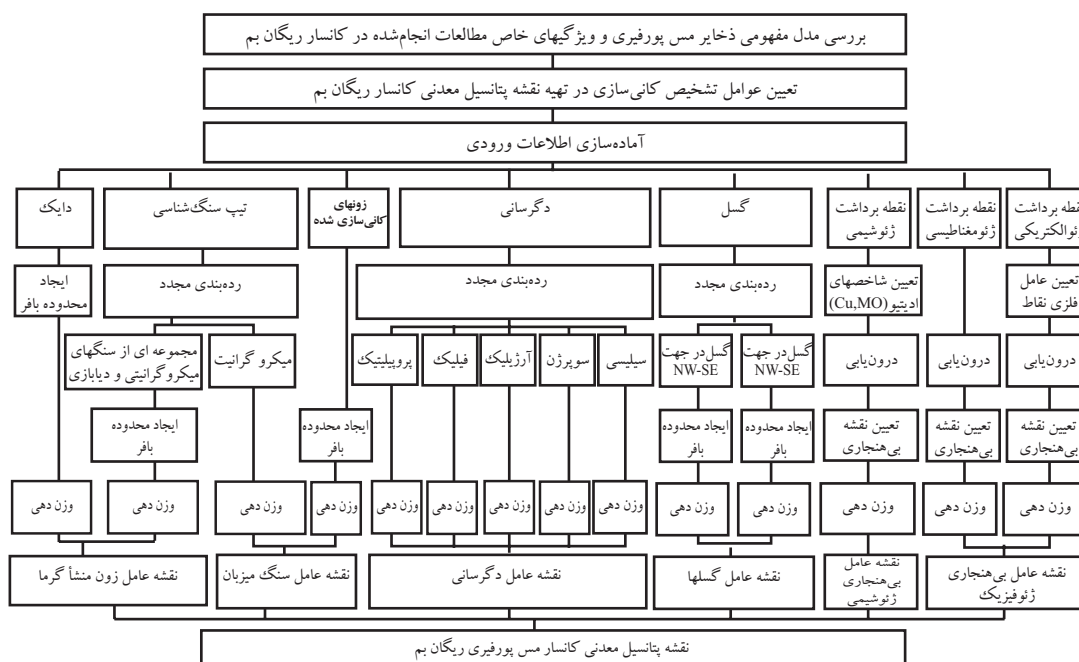 بررسی مدل مفهومی ذخایر مس پورفیری و ویژگیهای خاص مطالعات انجام‌شده در کانسار ریگان بم
تعیین عوامل تشخیص کانی‌سازی در تهیه نقشه پتانسیل معدنی کانسار ریگان بم
آماده‌سازی اطلاعات ورودی
نقطه برداشت
ئوالکتریکی
نقطه برداشت
ژئومغناطیسی
نقطه برداشت
ژئوشیمی
گسل
دگرسانی
زونهای
کانی‌سازی شده
تیپ سنگ‌شناسی
دایک
تعیین عامل
فلزی نقاط
تعیین شاخصهای
ادیتیو(Cu,MO)
رده‌بندی مجدد
رده‌بندی مجدد
رده‌بندی مجدد
ایجاد
محدوده بافر
درون‌یابی
درون‌یابی
درون‌یابی
گسل‌در جهت
NW-SE
گسل‌در جهت
NW-SE
سیلیسی
سوپرژن
آرژیلیک
فیلیک
پروپیلیتیک
میکرو گرانیت
مجموعه ای از سنگهای
میکروگرانیتی و دیابازی
تعیین نقشه
بی‌هنجاری
تعیین نقشه
بی‌هنجاری
تعیین نقشه
بی‌هنجاری
ایجاد محدوده
بافر
ایجاد محدوده
بافر
ایجاد محدوده
بافر
ایجاد محدوده
بافر
وزن دهی
وزن دهی
وزن دهی
وزن دهی
وزن دهی
وزن دهی
وزن دهی
وزن دهی
وزن دهی
وزن دهی
وزن دهی
وزن دهی
وزن دهی
وزن دهی
نقشه عامل بی‌هنجاری
ژئوفیزیک
نقشه عامل
بی‌هنجاری
ژئوشیمی
نقشه عامل گسلها
نقشه عامل دگرسانی
نقشه عامل سنگ میزبان
نقشه عامل زون منشأ گرما
نقشه پتانسیل معدنی کانسار مس پورفیری ریگان بم